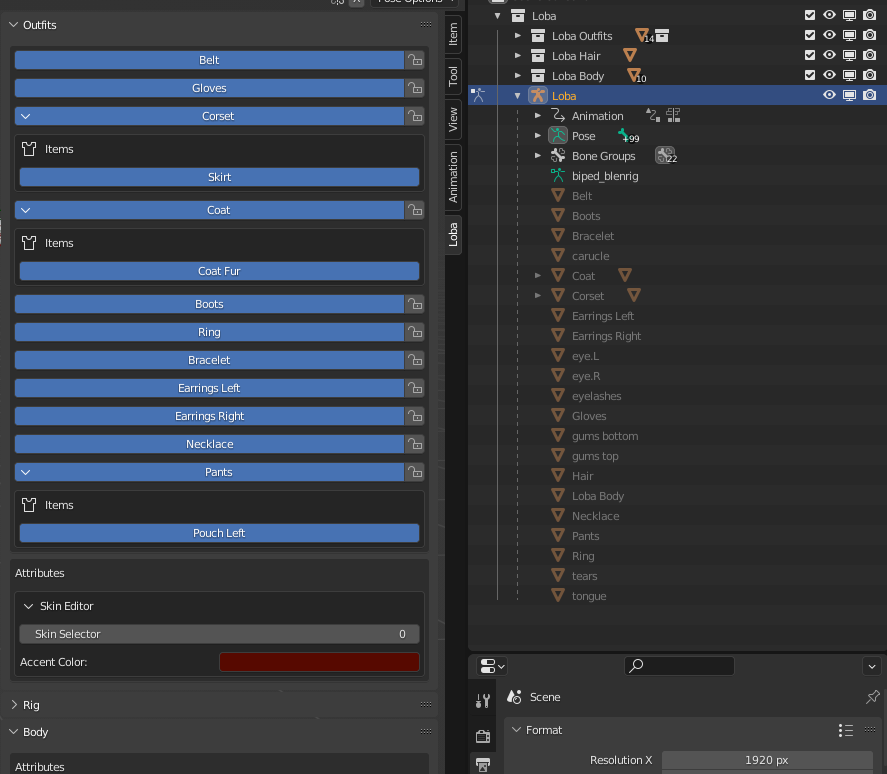 Pose Options
Outfits
Belt
Gloves
Corset
Items
Skirt
Coat
Items
Coat Fur
Boots
Ring
Bracelet
Earrings Left
Earrings Right
Necklace
Pants
Items
Pouch Left
Attributes
Skin Editor
Skin Selector 0
Accent Color:
Rig
Body
Attributes
Item
Tool
View
Animation
Loba
Loba
Loba Outfits 14
Loba Hair
Loba Body 10
Loba
Animation
Pose +99
Bone Groups 22
biped_blenrig
Belt
Boots
Bracelet
carucle
Coat
Corset
Earrings Left
Earrings Right
eye.L
eye.R
eyelashes
Gloves
gums bottom
gums top
Hair
Loba Body
Necklace
Pants
Ring
tears
tongue
Scene
Format
Resolution X 1920 px